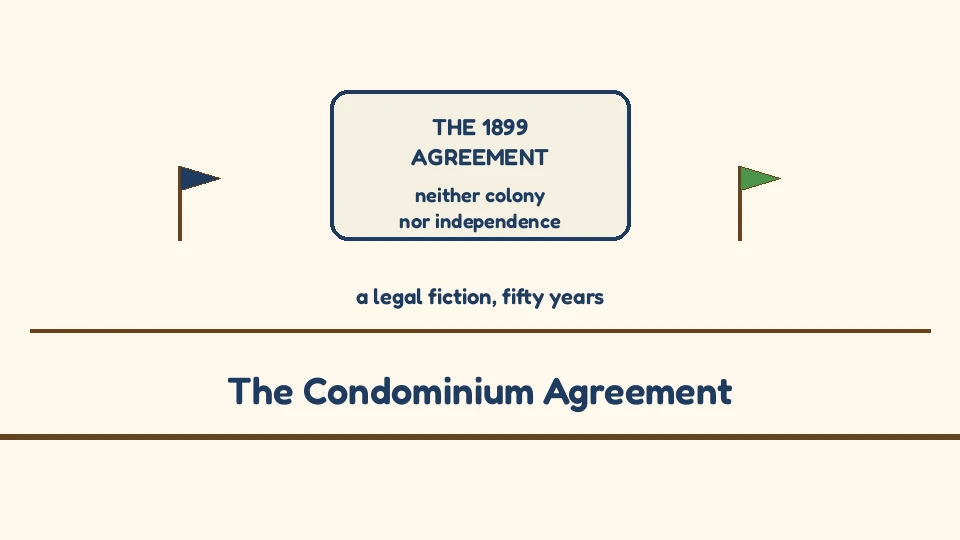 THE 1899
AGREEMENT
neither colony
nor independence
a legal fiction, fifty years
The Condominium Agreement